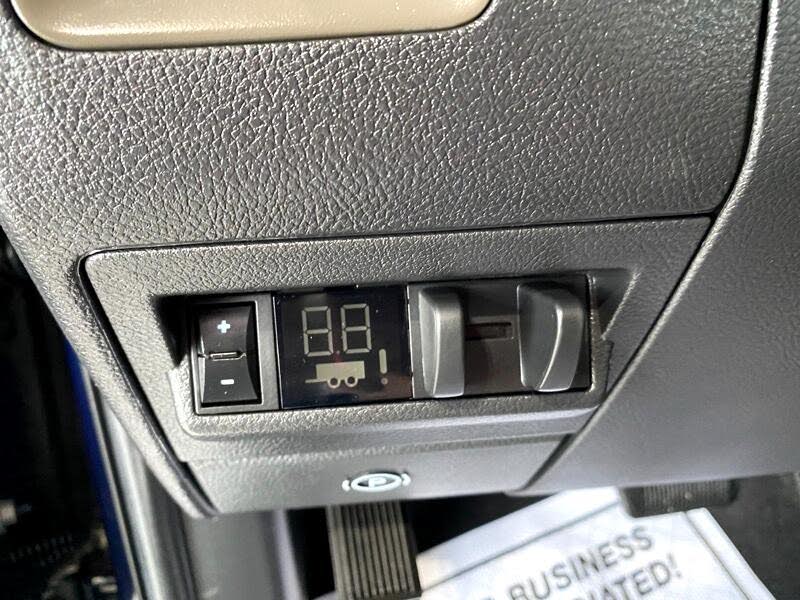 +
88
!
-
(P)
BUSINESS
IATED!